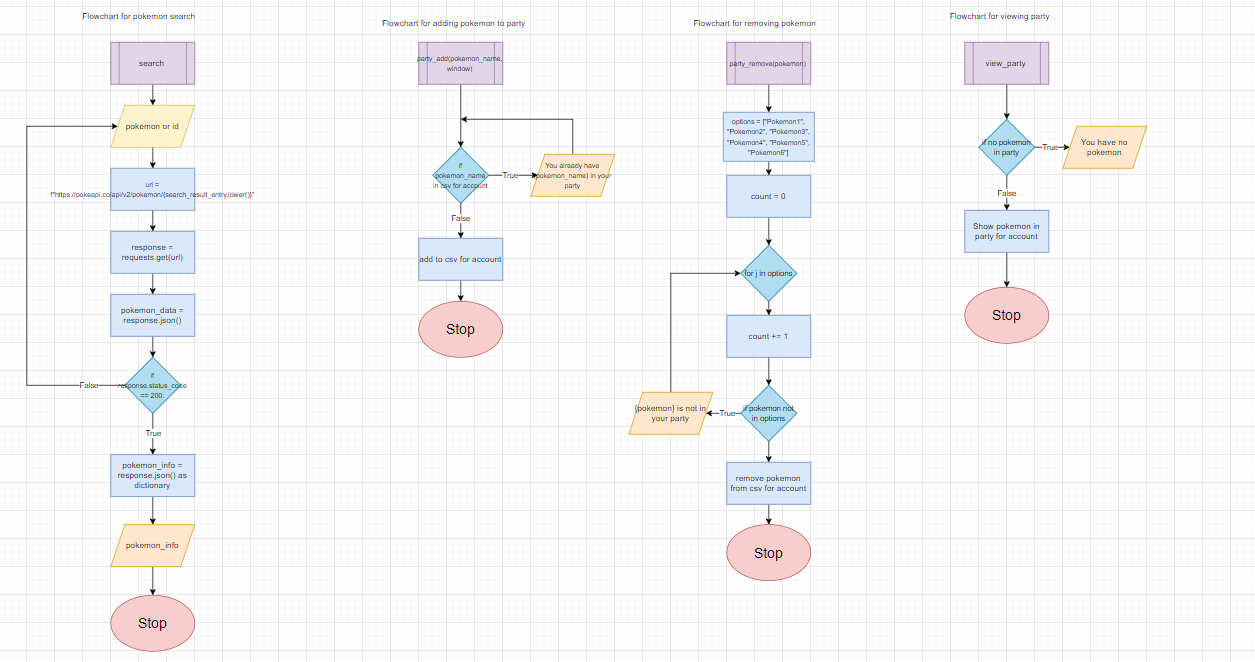 Flowchart for pokemon search
search
pokemon or id
url =
f"https://pokeapi.co/api/v2/pokemon/{search_result_entry.lower()}"
response =
requests.get(url)
pokemon_data =
response.json()
if
response.status_code
== 200:
False
True
pokemon_info =
response.json() as
dictionary
pokemon_info
Stop
Flowchart for adding pokemon to party
party_add(pokemon_name,
window)
if
pokemon_name
in csv for account
True
You already have
{pokemon_name} in your
party
False
add to csv for account
Stop
Flowchart for removing pokemon
party_remove(pokemon)
options = ["Pokemon1",
"Pokemon2", "Pokemon3",
"Pokemon4", "Pokemon5",
"Pokemon6"]
count = 0
for j in options
count += 1
if pokemon not
in options
True
{pokemon} is not in
your party
remove pokemon
from csv for account
Stop
Flowchart for viewing party
view_party
if no pokemon
in party
True
You have no
pokemon
False
Show pokemon in
party for account
Stop